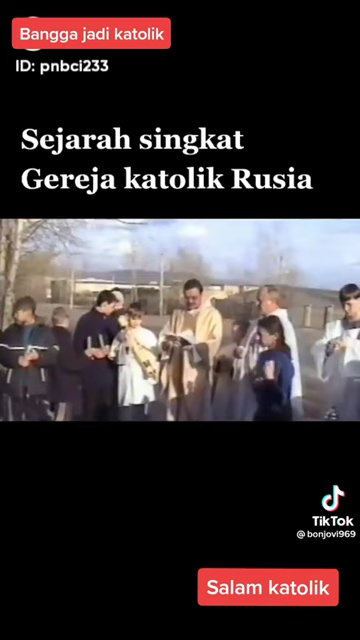 Bangga jadi katolik
ID: pnbci233
Sejarah singkat
Gereja katolik Rusia
TikTok
@bonjovi969
Salam katolik